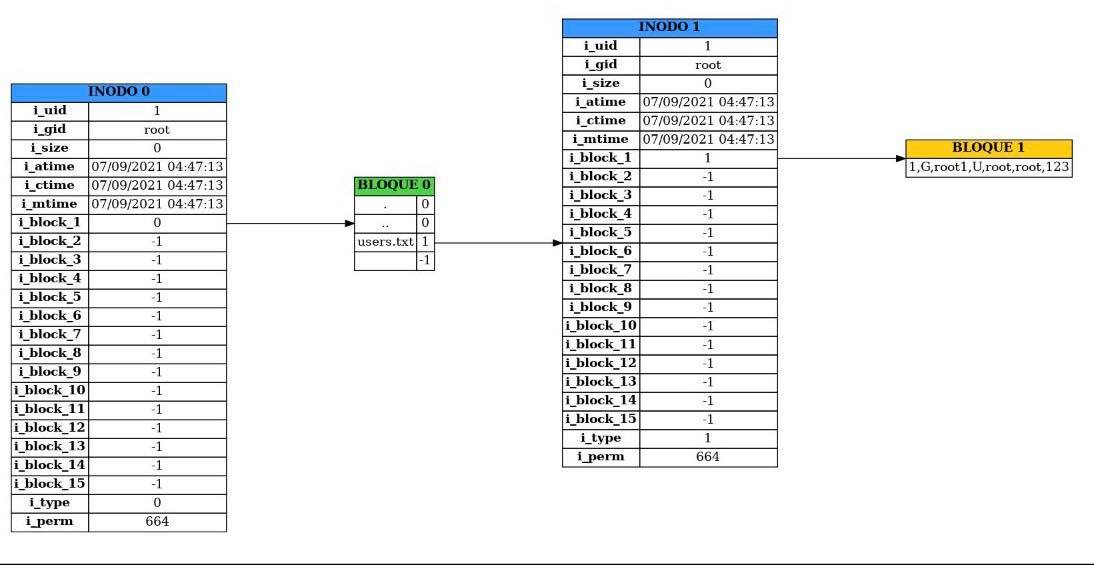 INODO 0
i_uid 1
i_gid root
i_size 0
i_atime 07/09/2021 04:47:13
i_ctime 07/09/2021 04:47:13
i_mtime 07/09/2021 04:47:13
i_block_1 0
i_block_2 -1
i_block_3 -1
i_block_4 -1
i_block_5 -1
i_block_6 -1
i_block_7 -1
i_block_8 -1
i_block_9 -1
i_block_10 -1
i_block_11 -1
i_block_12 -1
i_block_13 -1
i_block_14 -1
i_block_15 -1
i_type 0
i_perm 664
BLOQUE 0
. 0
.. 0
users.txt 1
-1
INODO 1
i_uid 1
i_gid root
i_size 0
i_atime 07/09/2021 04:47:13
i_ctime 07/09/2021 04:47:13
i_mtime 07/09/2021 04:47:13
i_block_1 1
i_block_2 -1
i_block_3 -1
i_block_4 -1
i_block_5 -1
i_block_6 -1
i_block_7 -1
i_block_8 -1
i_block_9 -1
i_block_10 -1
i_block_11 -1
i_block_12 -1
i_block_13 -1
i_block_14 -1
i_block_15 -1
i_type 1
i_perm 664
BLOQUE 1
1,G,root1,U,root,root,123